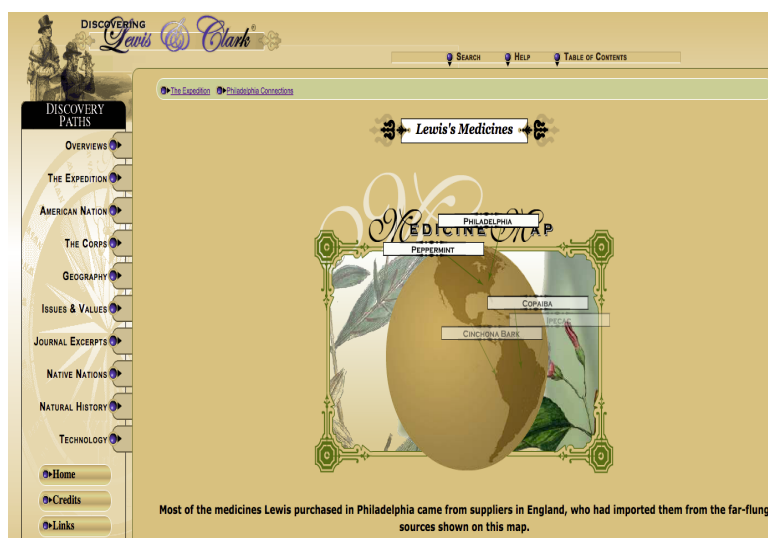 DISCOVERING
Lewis & Clark®
SEARCH HELP TABLE OF CONTENTS
The Expedition Philadelphia Connections
DISCOVERY
PATHS
OVERVIEWS
THE EXPEDITION
AMERICAN NATION
THE CORPS
GEOGRAPHY
ISSUES & VALUES
JOURNAL EXCERPTS
NATIVE NATIONS
NATURAL HISTORY
TECHNOLOGY
Home
Credits
Links
Lewis's Medicines
MEDICINE MAP
PHILADELPHIA
PEPPERMINT
COPAIBA
IPECAC
CINCHONA BARK
Most of the medicines Lewis purchased in Philadelphia came from suppliers in England, who had imported them from the far-flung
sources shown on this map.